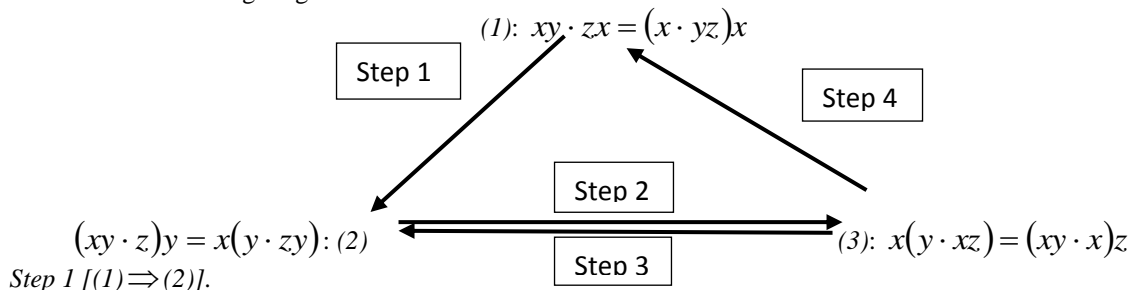 (1): xy · zx = (x · yz)x
Step 1
Step 4
Step 2
(xy · z)y = x(y · zy): (2)
(3): x(y · xz) = (xy · x)z
Step 3
Step 1 [(1)⇒(2)].